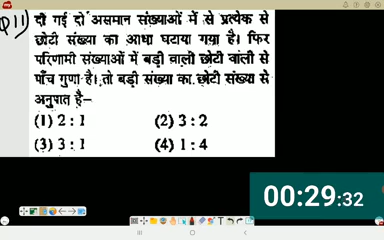 Q11)
दी गई दो असमान संख्याओं में से प्रत्येक से
छोटी संख्या का आधा घटाया गया है। फिर
परिणामी संख्याओं में बड़ी वाली छोटी वाली से
पाँच गुणा है। तो बड़ी संख्या का छोटी संख्या से
अनुपात है–
(1) 2 : 1 (2) 3 : 2
(3) 3 : 1 (4) 1 : 4
00:29:32